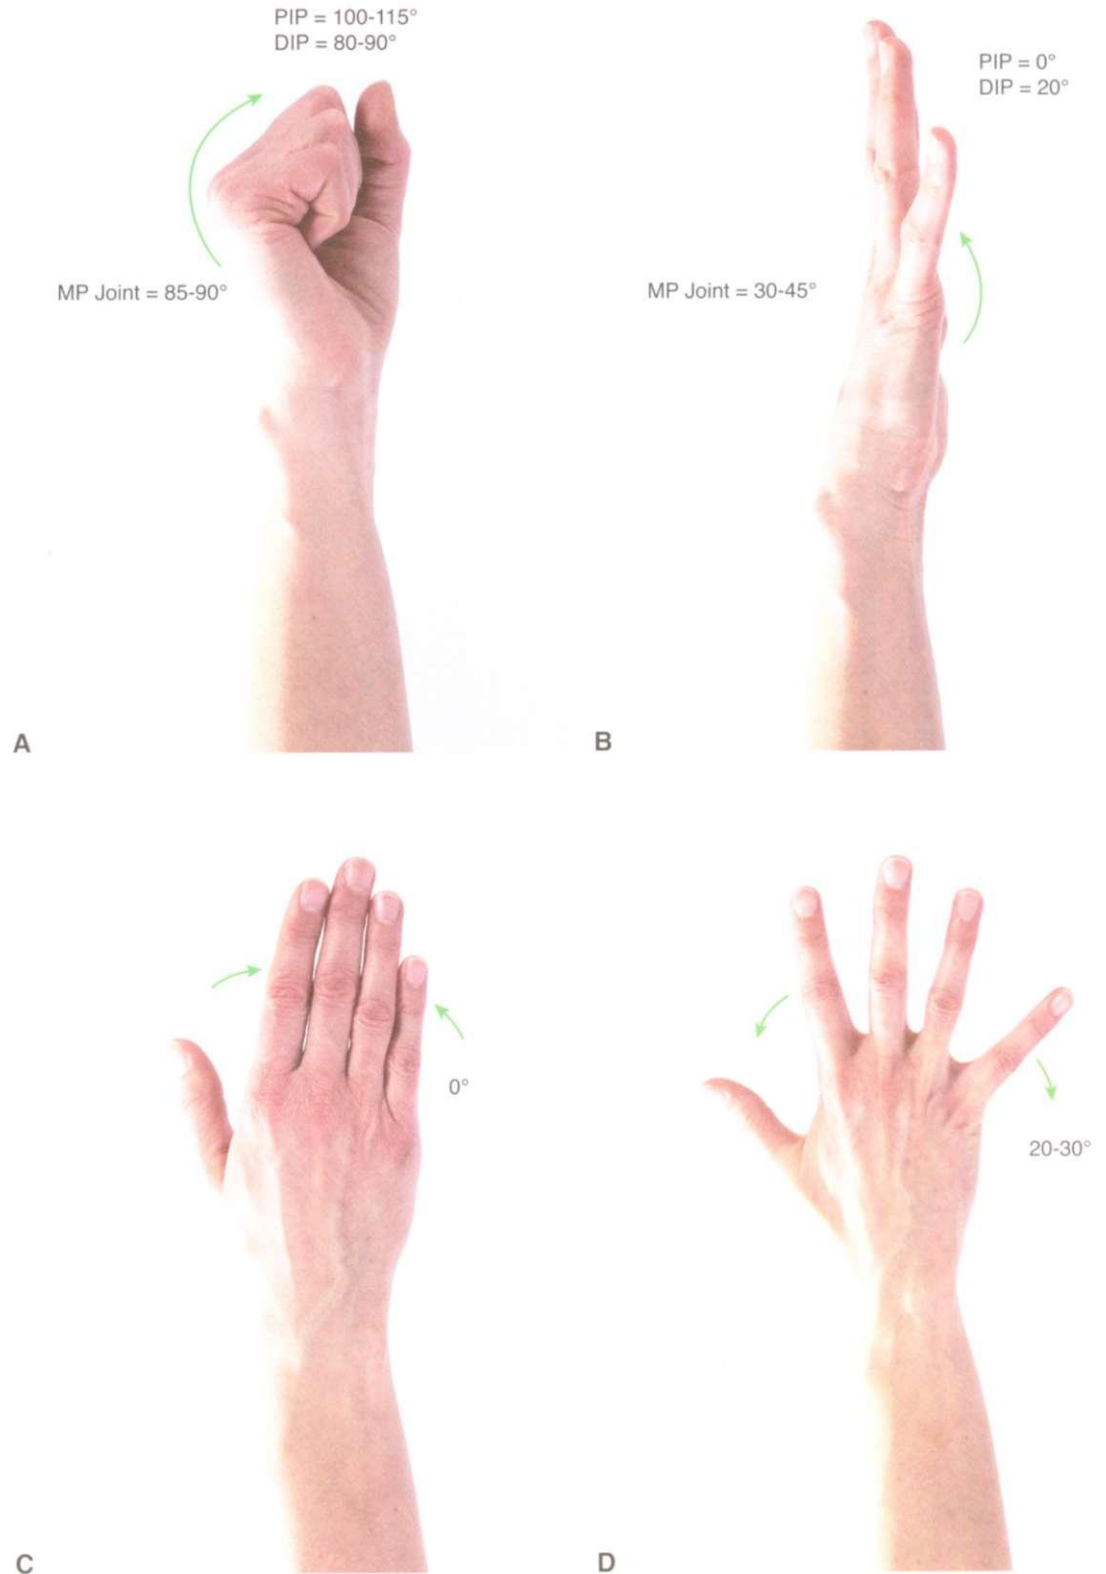 PIP = 100-115°
DIP = 80-90°
MP Joint = 85-90°
A
PIP = 0°
DIP = 20°
MP Joint = 30-45°
B
0°
C
20-30°
D